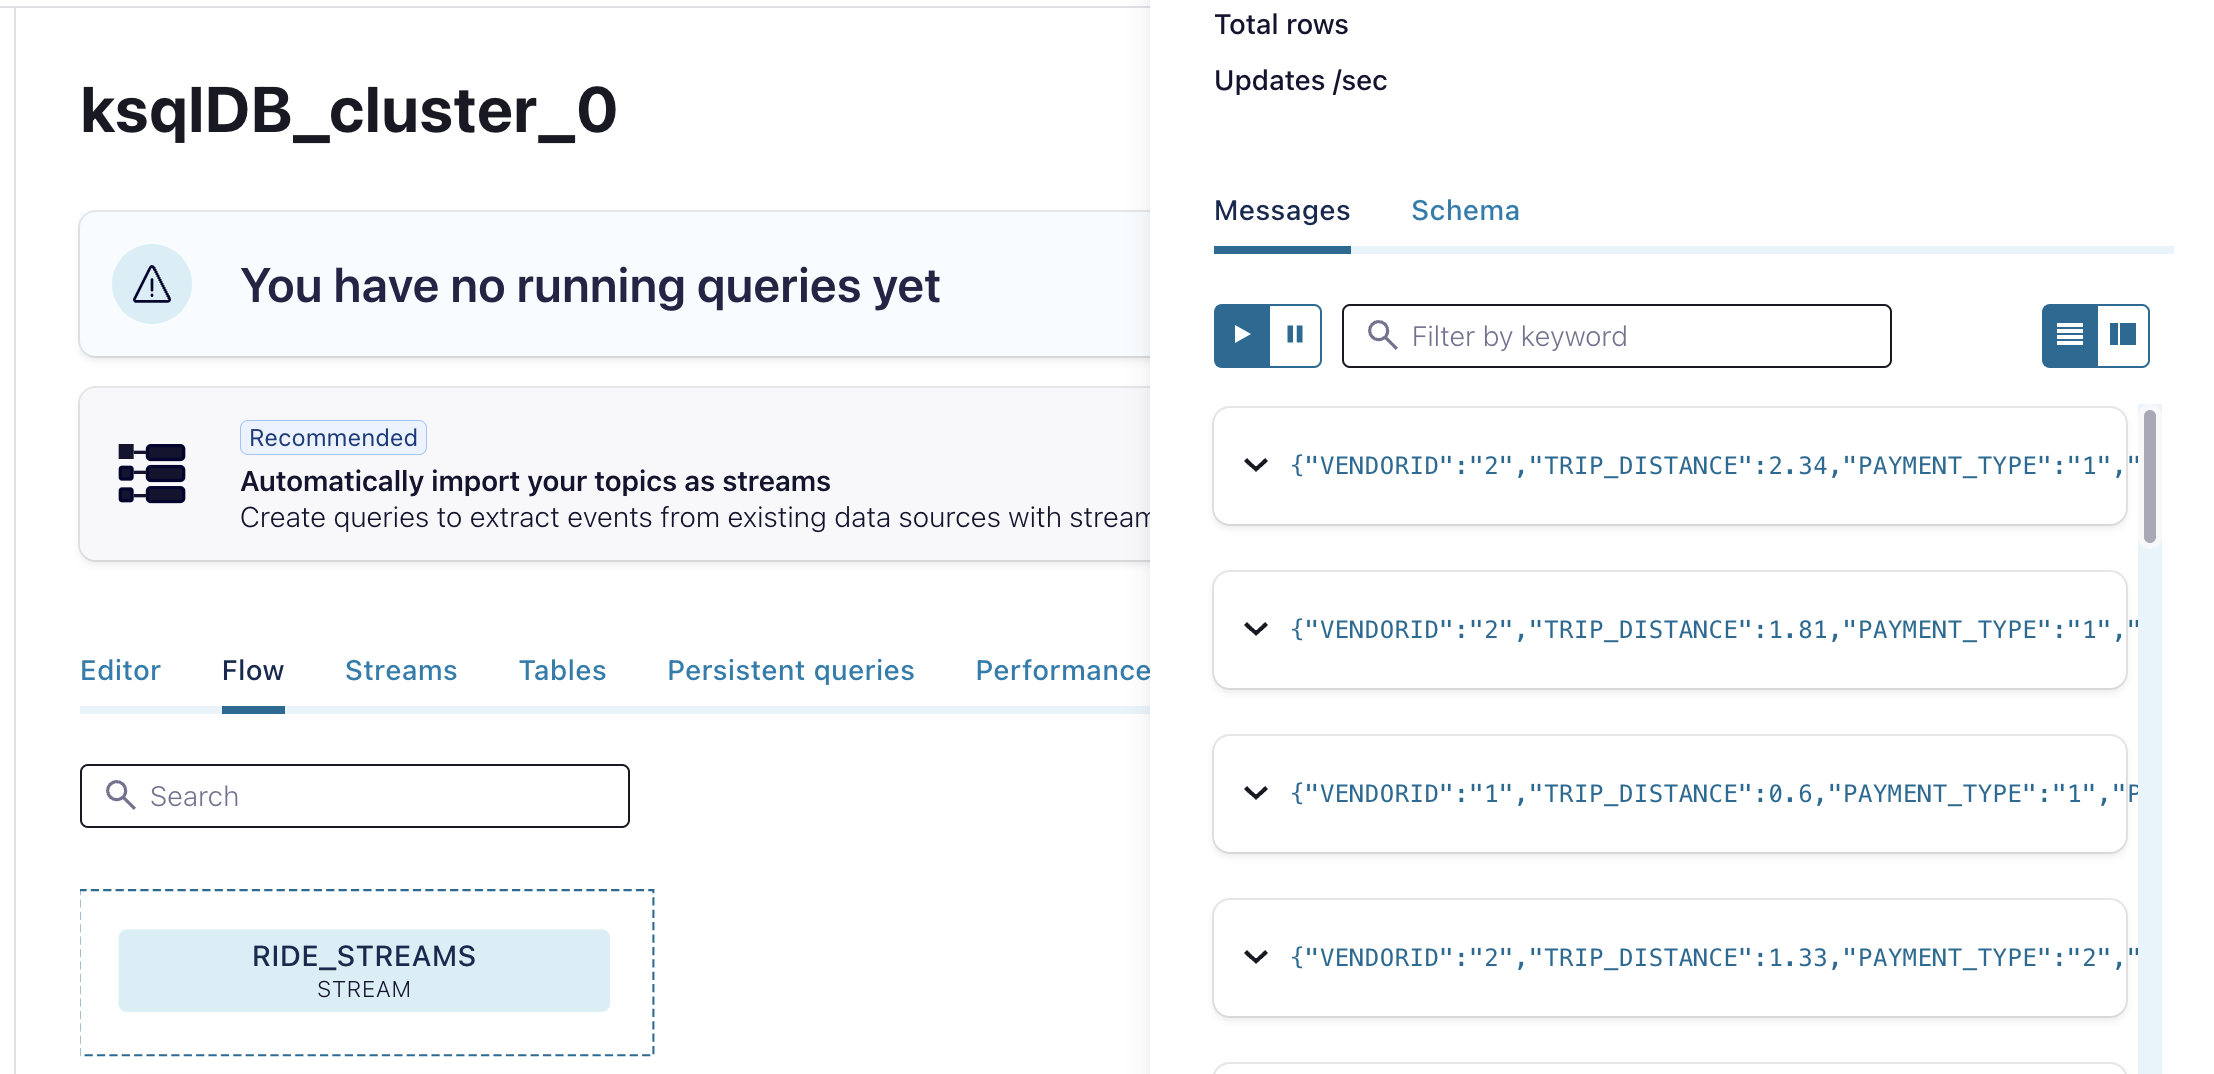 ksqlDB_cluster_0
You have no running queries yet
Recommended
Automatically import your topics as streams
Create queries to extract events from existing data sources with stream
Editor Flow Streams Tables Persistent queries Performance
Search
RIDE_STREAMS
STREAM
Total rows
Updates /sec
Messages Schema
Filter by keyword
{"VENDORID":"2","TRIP_DISTANCE":2.34,"PAYMENT_TYPE":"1","
{"VENDORID":"2","TRIP_DISTANCE":1.81,"PAYMENT_TYPE":"1","
{"VENDORID":"1","TRIP_DISTANCE":0.6,"PAYMENT_TYPE":"1","P
{"VENDORID":"2","TRIP_DISTANCE":1.33,"PAYMENT_TYPE":"2","